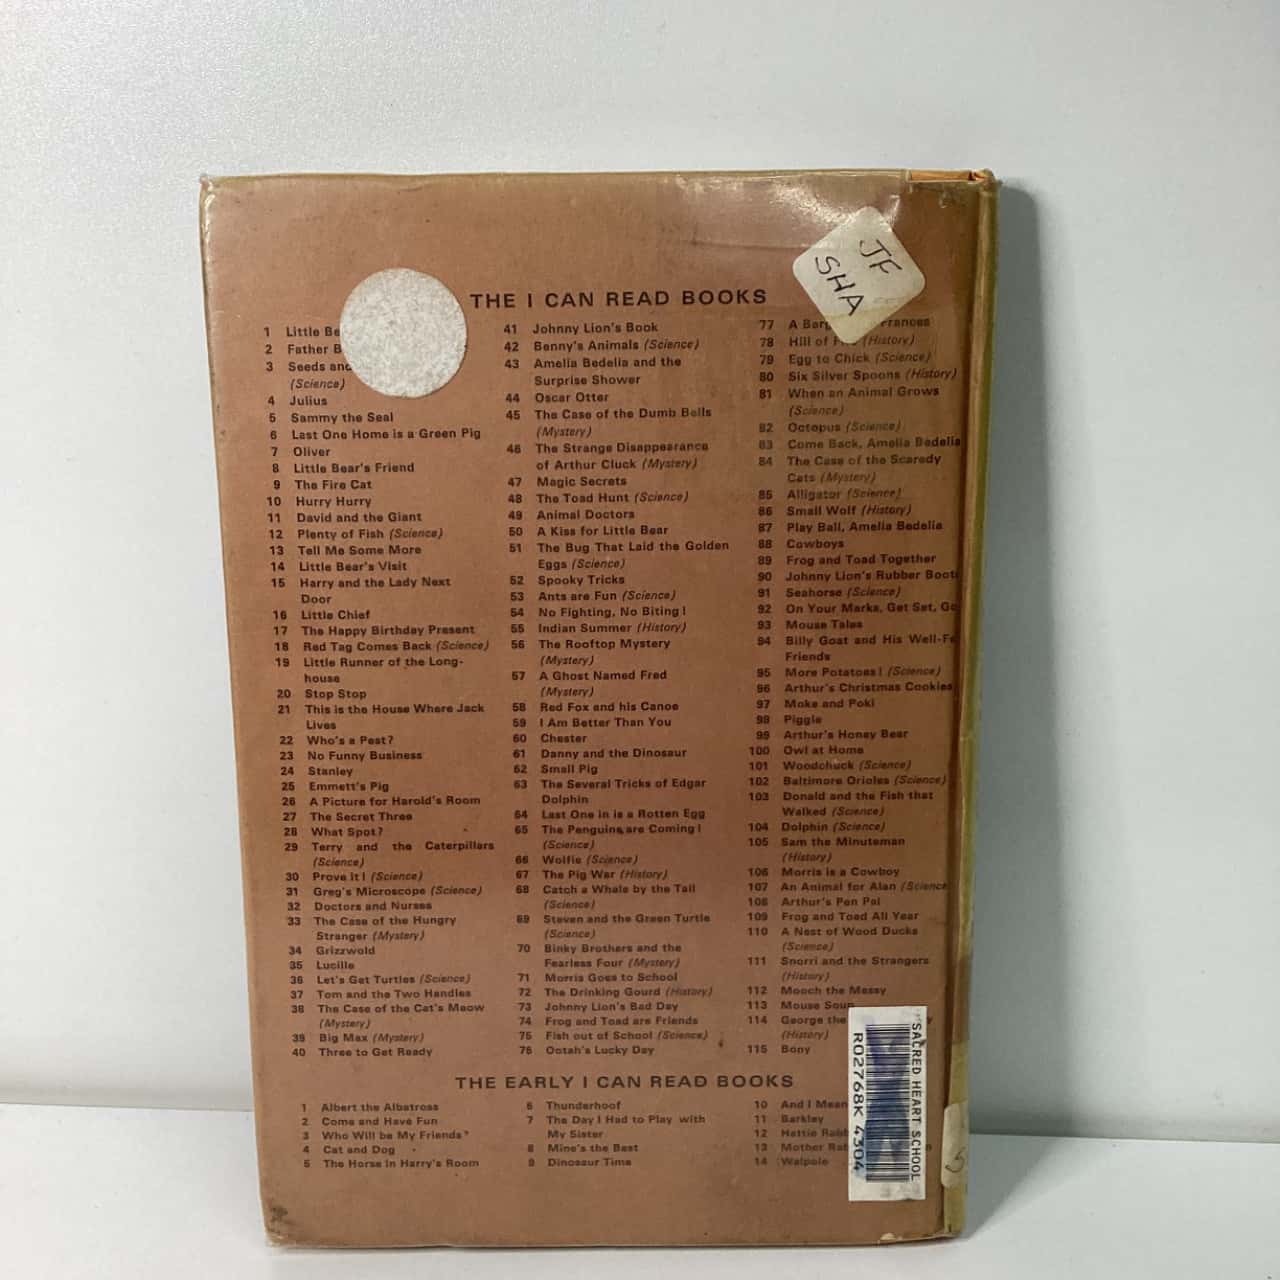 JF
SHA
THE I CAN READ BOOKS
1 Little
2 Father
3 Seeds
(Science)
4 Julius
5 Sammy the Seal
6 Last One Home is a Green Pig
7 Oliver
8 Little Bear's Friend
9 The Fire Cat
10 Hurry Hurry
11 David and the Giant
12 Plenty of Fish (Science)
13 Tell Me Some More
14 Little Bear's Visit
15 Harry and the Lady Next
Door
16 Little Chief
17 The Happy Birthday Present
18 Red Tag Comes Back (Science)
19 Little Runner of the Long-
house
20 Stop Stop
21 This is the House Where Jack
Lives
22 Who's a Pest?
23 No Funny Business
24 Stanley
25 Emmett's Pig
26 A Picture for Harold's Room
27 The Secret Three
28 What Spot?
29 Terry and the Caterpillars
(Science)
30 Prove It! (Science)
31 Greg's Microscope (Science)
32 Doctors and Nurses
33 The Case of the Hungry
Stranger (Mystery)
34 Grizzwold
35 Lucille
36 Let's Get Turtles (Science)
37 Tom and the Two Handles
38 The Case of the Cat's Meow
(Mystery)
39 Big Max (Mystery)
40 Three to Get Ready
41 Johnny Lion's Book
42 Benny's Animals (Science)
43 Amelia Bedelia and the
Surprise Shower
44 Oscar Otter
45 The Case of the Dumb Bells
(Mystery)
46 The Strange Disappearance
of Arthur Cluck (Mystery)
47 Magic Secrets
48 The Toad Hunt (Science)
49 Animal Doctors
50 A Kiss for Little Bear
51 The Bug That Laid the Golden
Eggs (Science)
52 Spooky Tricks
53 Ants are Fun (Science)
54 No Fighting, No Biting!
55 Indian Summer (History)
56 The Rooftop Mystery
(Mystery)
57 A Ghost Named Fred
(Mystery)
58 Red Fox and his Canoe
59 I Am Better Than You
60 Chester
61 Danny and the Dinosaur
62 Small Pig
63 The Several Tricks of Edgar
Dolphin
64 Last One in is a Rotten Egg
65 The Penguins are Coming!
(Science)
66 Wolfie (Science)
67 The Pig War (History)
68 Catch a Whale by the Tail
(Science)
69 Steven and the Green Turtle
(Science)
70 Binky Brothers and the
Fearless Four (Mystery)
71 Morris Goes to School
72 The Drinking Gourd (History)
73 Johnny Lion's Bad Day
74 Frog and Toad are Friends
75 Fish out of School (Science)
76 Ootah's Lucky Day
77 A Frances
78 Hill of (History)
79 Egg to Chick (Science)
80 Six Silver Spoons (History)
81 When an Animal Grows
(Science)
82 Octopus (Science)
83 Come Back, Amelia Bedelia
84 The Case of the Scaredy
Cats (Mystery)
85 Alligator (Science)
86 Small Wolf (History)
87 Play Ball, Amelia Bedelia
88 Cowboys
89 Frog and Toad Together
90 Johnny Lion's Rubber Boots
91 Seahorse (Science)
92 On Your Marks, Get Set, Go
93 Mouse Tales
94 Billy Goat and His Well-Fe
Friends
95 More Potatoes! (Science)
96 Arthur's Christmas Cookies
97 Moke and Poki
98 Piggle
99 Arthur's Honey Bear
100 Owl at Home
101 Woodchuck (Science)
102 Baltimore Orioles (Science)
103 Donald and the Fish that
Walked (Science)
104 Dolphin (Science)
105 Sam the Minuteman
(History)
106 Morris is a Cowboy
107 An Animal for Alan (Science
108 Arthur's Pen Pal
109 Frog and Toad All Year
110 A Nest of Wood Ducks
(Science)
111 Snorri and the Strangers
(History)
112 Mooch the Messy
113 Mouse Soup
114 George the
(History)
115 Bony
THE EARLY I CAN READ BOOKS
1 Albert the Albatross
2 Come and Have Fun
3 Who Will be My Friends?
4 Cat and Dog
5 The Horse in Harry's Room
6 Thunderhoof
7 The Day I Had to Play with
My Sister
8 Mine's the Best
9 Dinosaur Time
10 And I Mean
11 Barkley
12 Hattie
13 Mother
14 Walpole
SACRED HEART SCHOOL
R02768K 4304
5